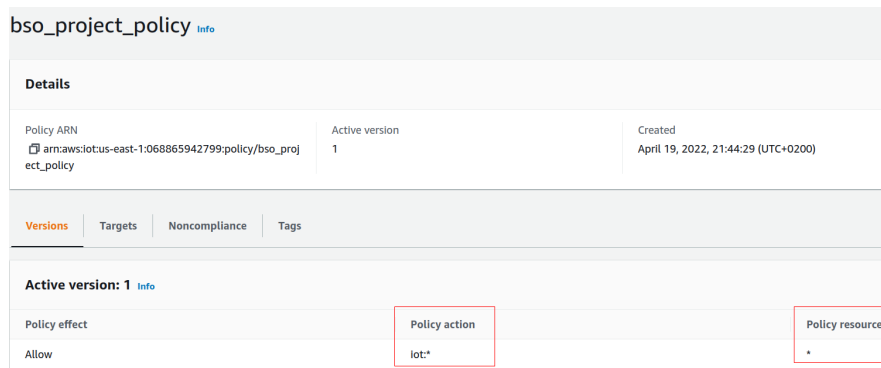 bso_project_policy Info
Details
Policy ARN
arn:aws:iot:us-east-1:068865942799:policy/bso_proj
ect_policy
Active version
1
Created
April 19, 2022, 21:44:29 (UTC+0200)
Versions Targets Noncompliance Tags
Active version: 1 Info
Policy effect Policy action Policy resource
Allow iot:* *